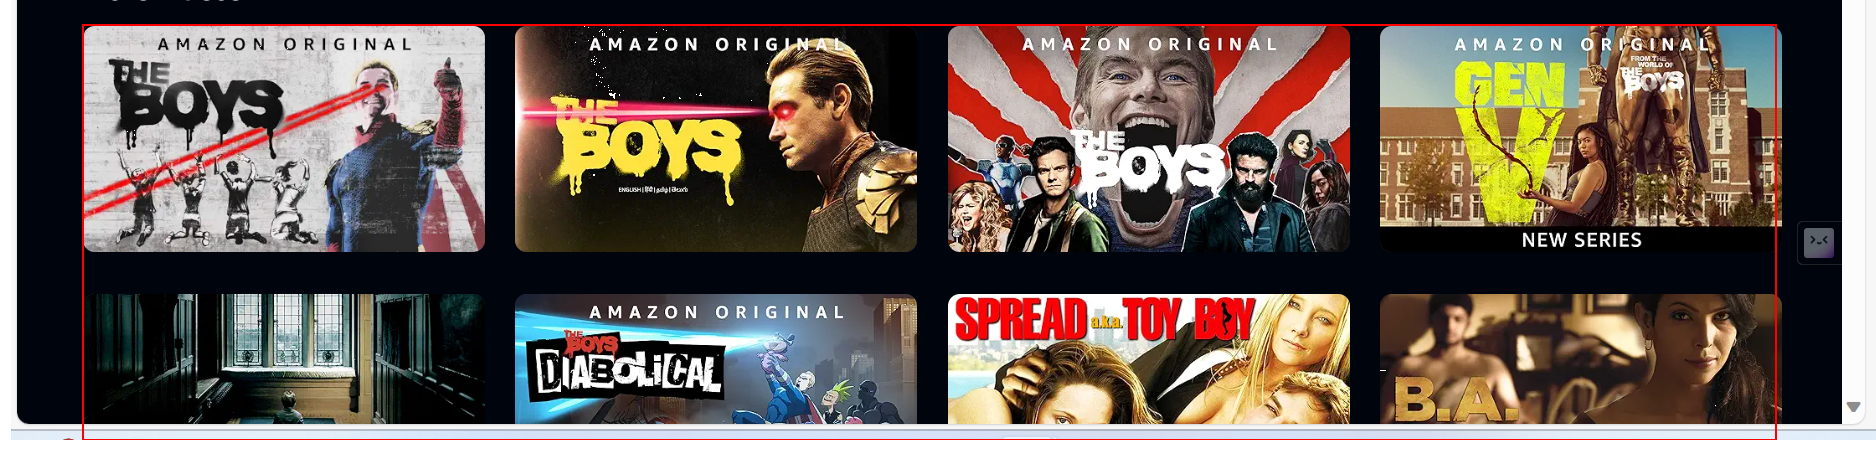 AMAZON ORIGINAL
THE
BOYS
AMAZON ORIGINAL
THE
BOYS
ENGLISH | हिंदी | தமிழ் | తెలుగు
AMAZON ORIGINAL
THE
BOYS
AMAZON ORIGINAL
GEN
V
FROM THE
WORLD OF
THE
BOYS
NEW SERIES
AMAZON ORIGINAL
THE
BOYS
DIABOLICAL
SPREAD a.k.a. TOY BOY
B.A.